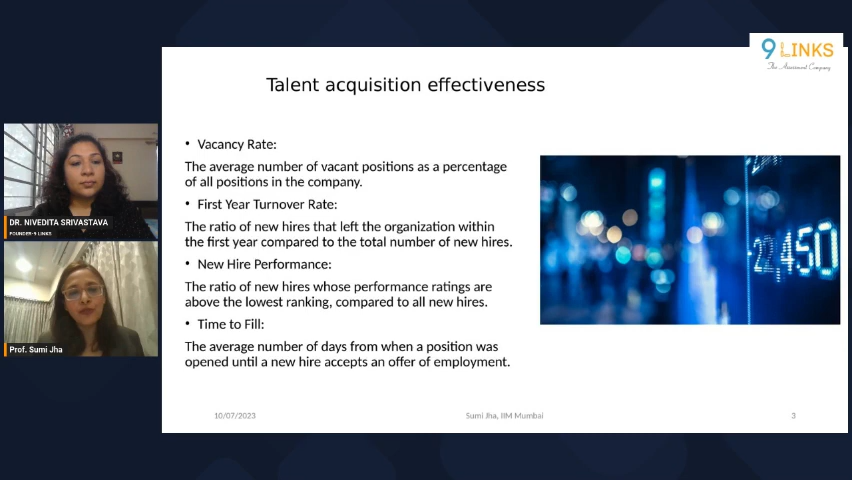 9 LINKS
The Assessment Company
Talent acquisition effectiveness
• Vacancy Rate:
The average number of vacant positions as a percentage
of all positions in the company.
• First Year Turnover Rate:
The ratio of new hires that left the organization within
the first year compared to the total number of new hires.
• New Hire Performance:
The ratio of new hires whose performance ratings are
above the lowest ranking, compared to all new hires.
• Time to Fill:
The average number of days from when a position was
opened until a new hire accepts an offer of employment.
22,450
DR. NIVEDITA SRIVASTAVA
FOUNDER-9 LINKS
Prof. Sumi Jha
10/07/2023
Sumi Jha, IIM Mumbai
3